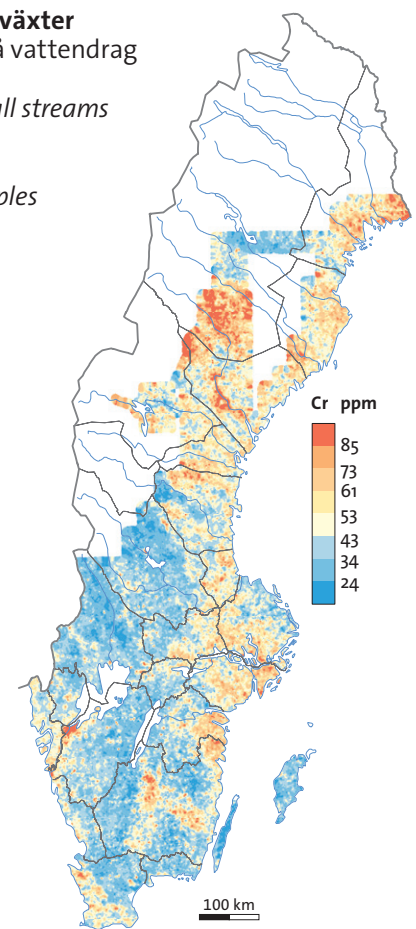 växter
å vattendrag
ll streams
ples
Cr ppm
85
73
61
53
43
34
24
100 km